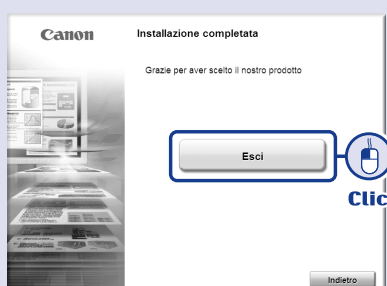 Canon
Installazione completata
Grazie per aver scelto il nostro prodotto
Esci
Clic
Indietro